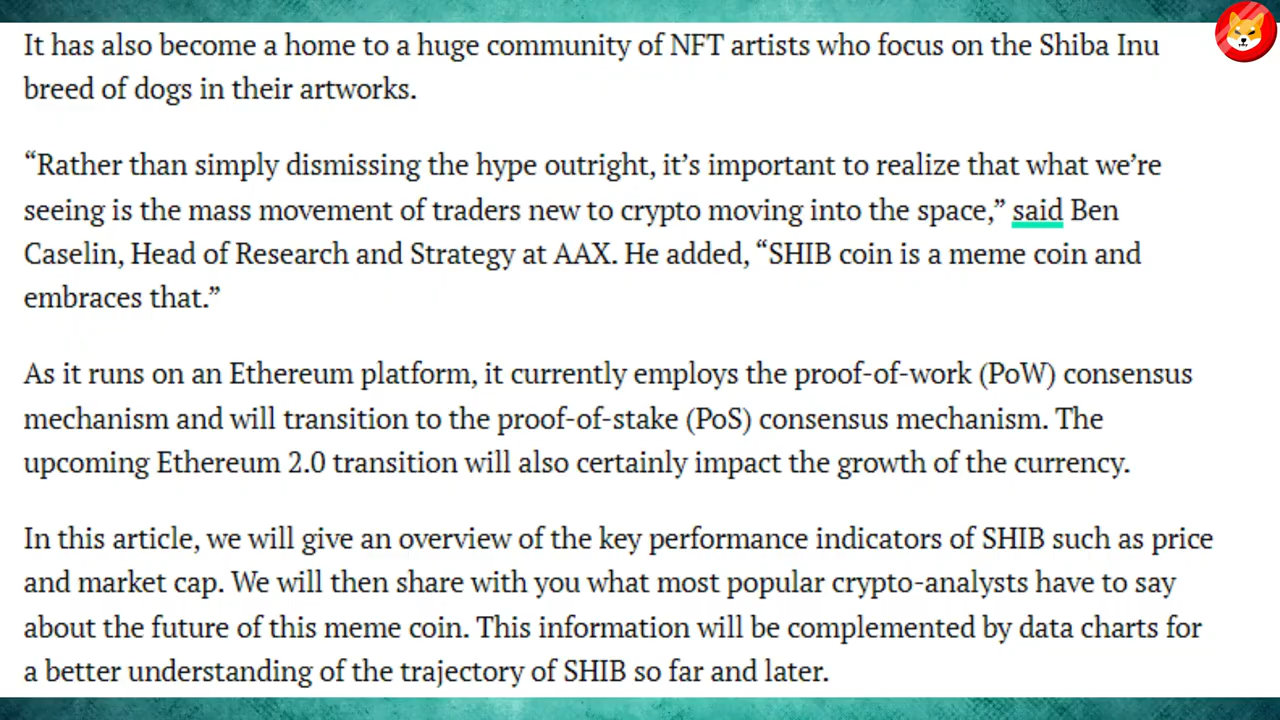 It has also become a home to a huge community of NFT artists who focus on the Shiba Inu
breed of dogs in their artworks.
“Rather than simply dismissing the hype outright, it’s important to realize that what we’re
seeing is the mass movement of traders new to crypto moving into the space,” said Ben
Caselin, Head of Research and Strategy at AAX. He added, “SHIB coin is a meme coin and
embraces that.”
As it runs on an Ethereum platform, it currently employs the proof-of-work (PoW) consensus
mechanism and will transition to the proof-of-stake (PoS) consensus mechanism. The
upcoming Ethereum 2.0 transition will also certainly impact the growth of the currency.
In this article, we will give an overview of the key performance indicators of SHIB such as price
and market cap. We will then share with you what most popular crypto-analysts have to say
about the future of this meme coin. This information will be complemented by data charts for
a better understanding of the trajectory of SHIB so far and later.